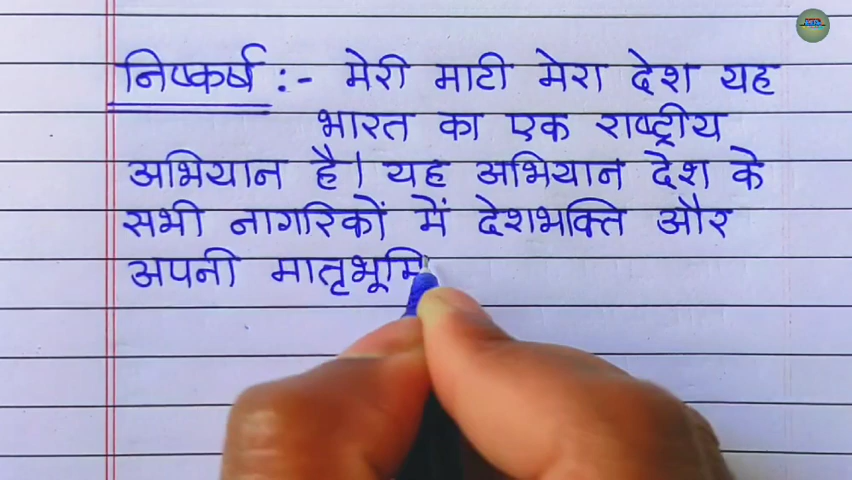 निष्कर्ष :- मेरी माटी मेरा देश यह
भारत का एक राष्ट्रीय
अभियान है। यह अभियान देश के
सभी नागरिकों में देशभक्ति और
अपनी मातृभूमि